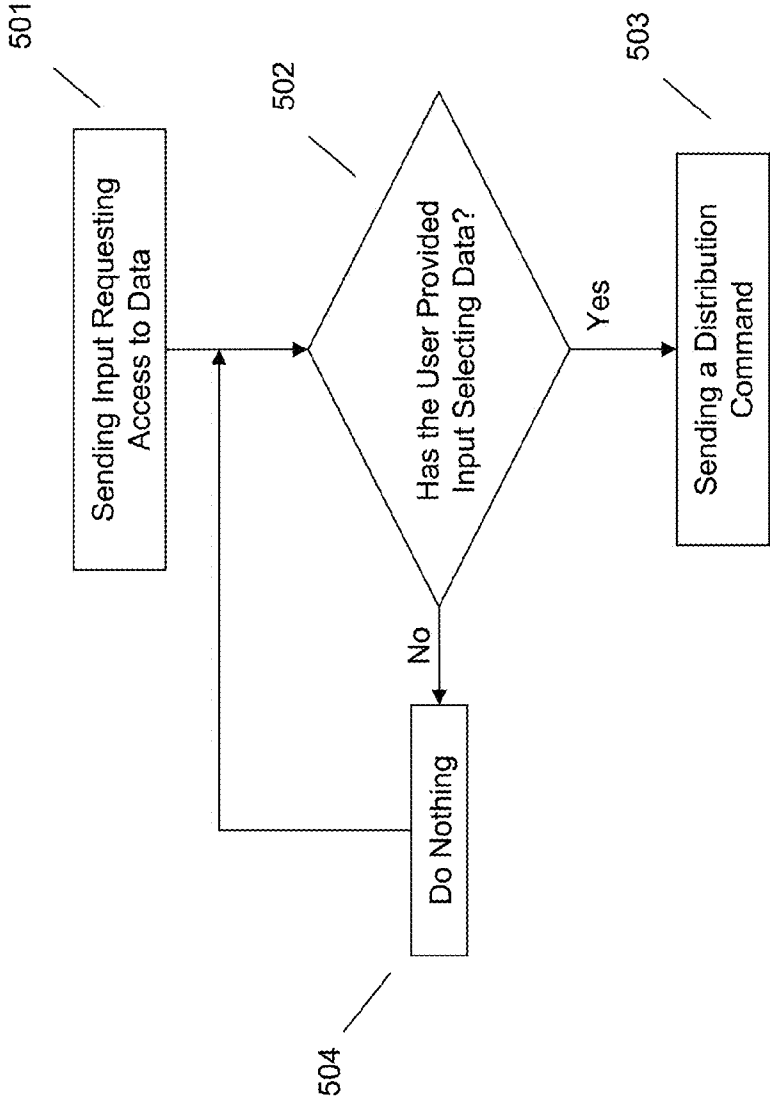 501
Sending Input Requesting
Access to Data
502
Has the User Provided
Input Selecting Data?
No
Yes
504
Do Nothing
503
Sending a Distribution
Command